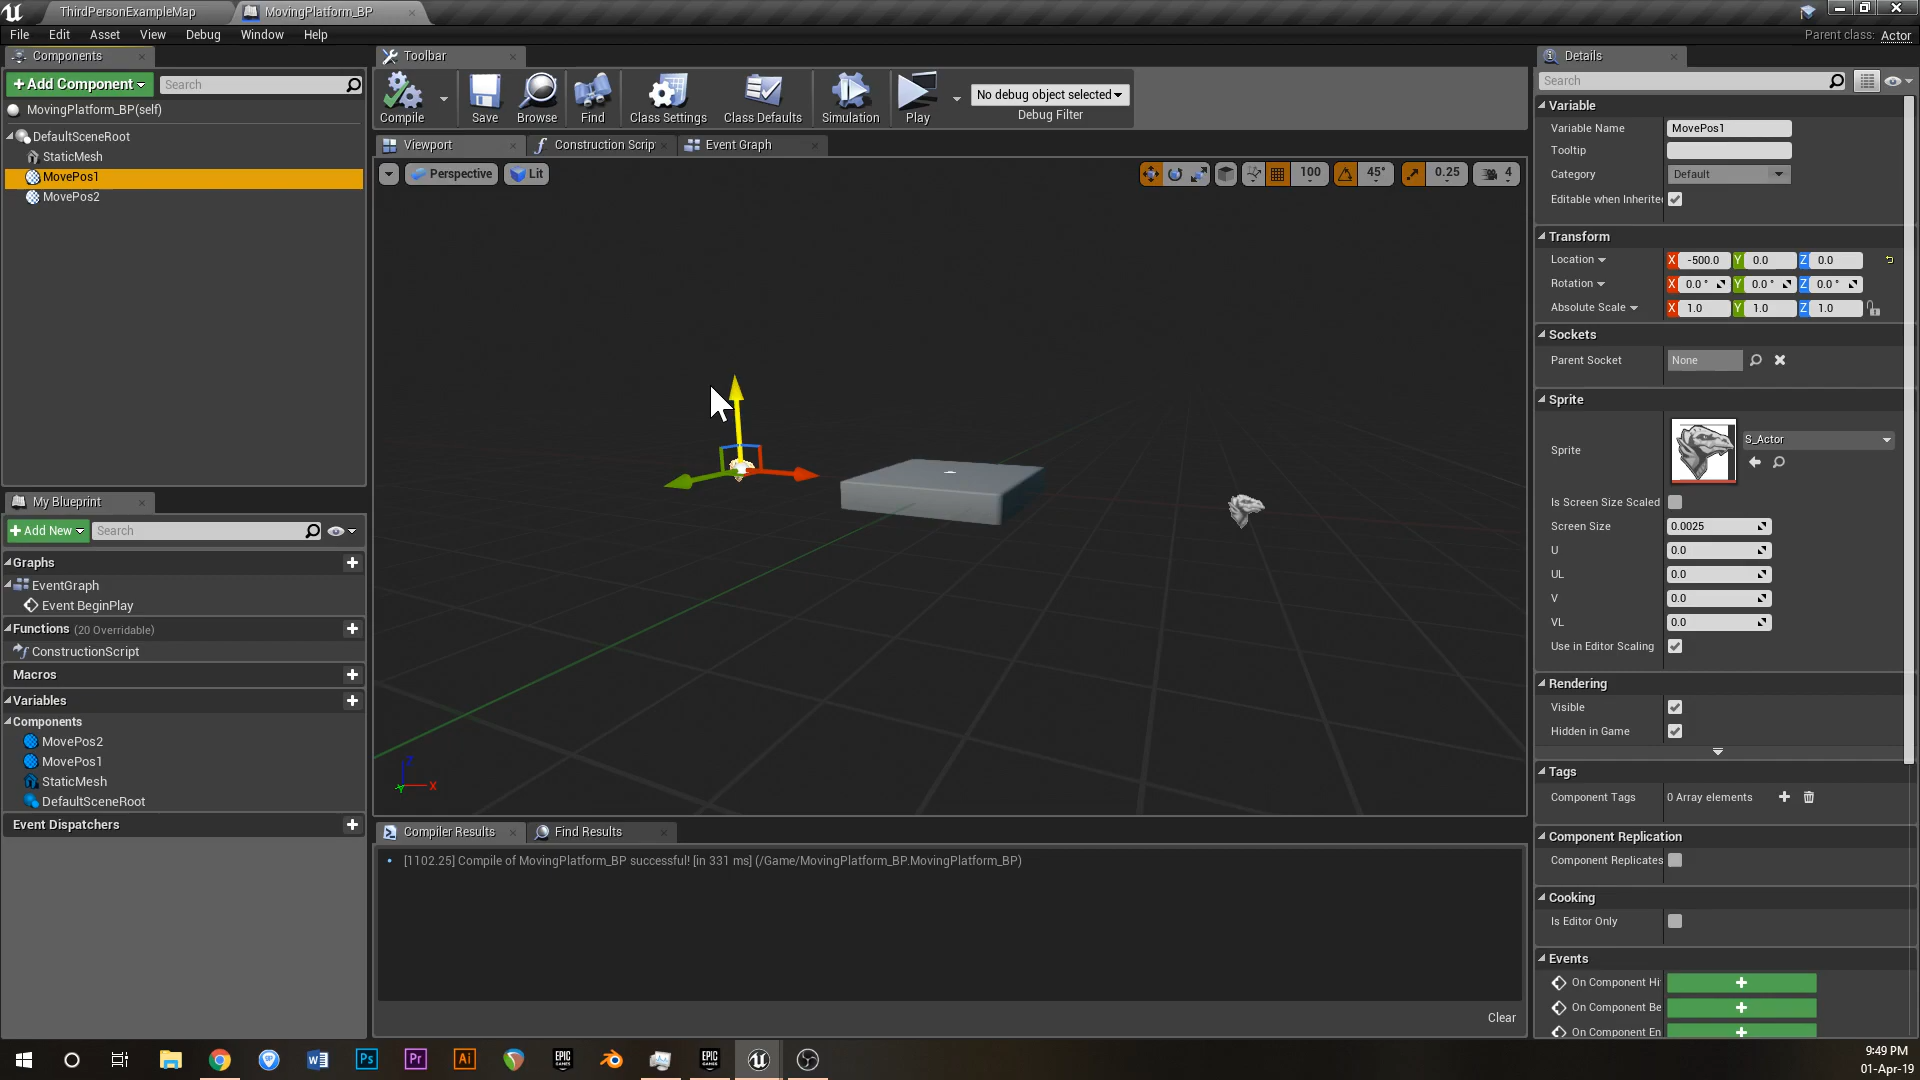 ThirdPersonExampleMap
MovingPlatform_BP
File Edit Asset View Debug Window Help
Parent class: Actor
Components
+ Add Component
Search
MovingPlatform_BP(self)
DefaultSceneRoot
StaticMesh
MovePos1
MovePos2
Toolbar
Compile
Save
Browse
Find
Class Settings
Class Defaults
Simulation
Play
No debug object selected
Debug Filter
Viewport
Construction Scrip
Event Graph
Perspective
Lit
100
45°
0.25
4
Z
X
Y
My Blueprint
+ Add New
Search
Graphs
EventGraph
Event BeginPlay
Functions (20 Overridable)
ConstructionScript
Macros
Variables
Components
MovePos2
MovePos1
StaticMesh
DefaultSceneRoot
Event Dispatchers
Compiler Results
Find Results
[1102.25] Compile of MovingPlatform_BP successful! [in 331 ms] (/Game/MovingPlatform_BP.MovingPlatform_BP)
Clear
Details
Search
Variable
Variable Name MovePos1
Tooltip
Category Default
Editable when Inherited
Transform
Location X -500.0 Y 0.0 Z 0.0
Rotation X 0.0 ° Y 0.0 ° Z 0.0 °
Absolute Scale X 1.0 Y 1.0 Z 1.0
Sockets
Parent Socket None
Sprite
Sprite S_Actor
Is Screen Size Scaled
Screen Size 0.0025
U 0.0
UL 0.0
V 0.0
VL 0.0
Use in Editor Scaling
Rendering
Visible
Hidden in Game
Tags
Component Tags 0 Array elements
Component Replication
Component Replicates
Cooking
Is Editor Only
Events
On Component Hi
On Component Be
On Component En
Ps
Pr
Ai
EPIC GAMES
EPIC GAMES
9:49 PM
01-Apr-19